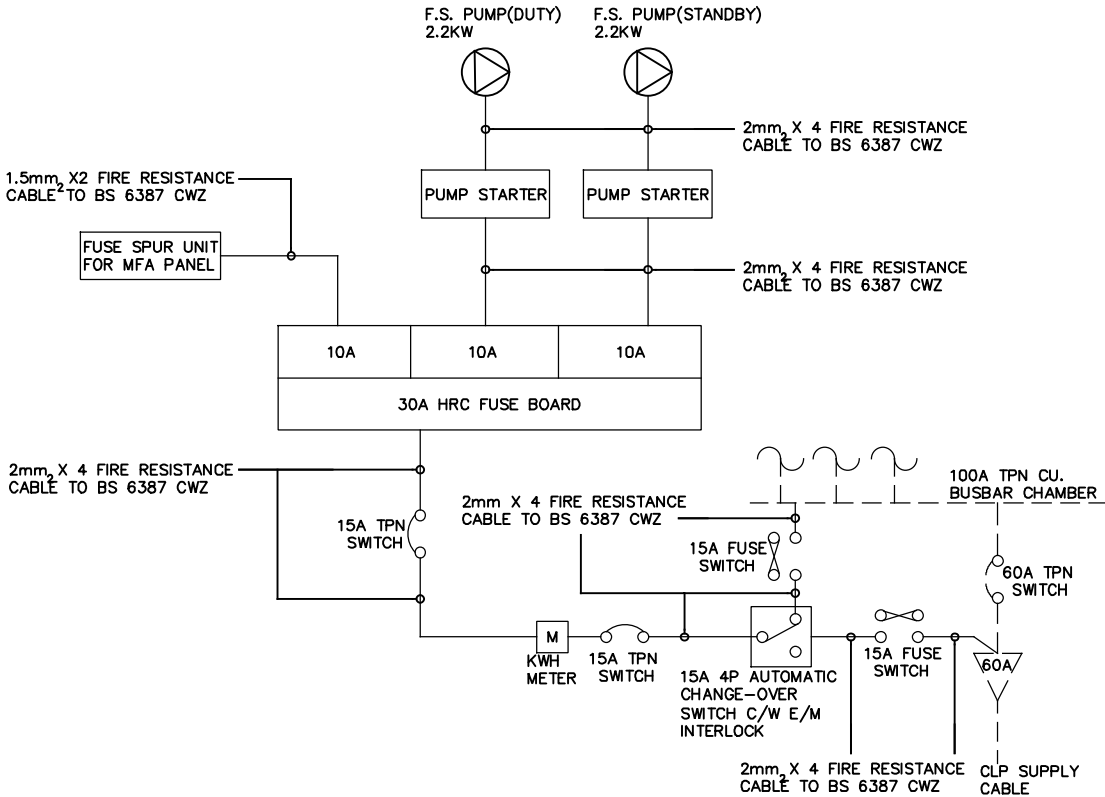 F.S. PUMP(DUTY)
2.2KW
F.S. PUMP(STANDBY)
2.2KW
2mm₂ X 4 FIRE RESISTANCE
CABLE TO BS 6387 CWZ
1.5mm₂ X2 FIRE RESISTANCE
CABLE TO BS 6387 CWZ
PUMP STARTER
PUMP STARTER
FUSE SPUR UNIT
FOR MFA PANEL
2mm₂ X 4 FIRE RESISTANCE
CABLE TO BS 6387 CWZ
10A
10A
10A
30A HRC FUSE BOARD
2mm₂ X 4 FIRE RESISTANCE
CABLE TO BS 6387 CWZ
100A TPN CU.
BUSBAR CHAMBER
2mm X 4 FIRE RESISTANCE
CABLE TO BS 6387 CWZ
15A TPN
SWITCH
15A FUSE
SWITCH
60A TPN
SWITCH
M
KWH
METER
15A TPN
SWITCH
15A 4P AUTOMATIC
CHANGE-OVER
SWITCH C/W E/M
INTERLOCK
15A FUSE
SWITCH
60A
2mm₂ X 4 FIRE RESISTANCE
CABLE TO BS 6387 CWZ
CLP SUPPLY
CABLE